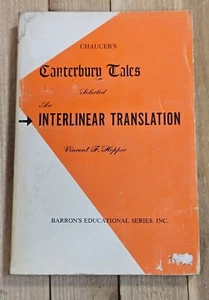 CHAUCER'S
Canterbury Tales
Selected
An
→ INTERLINEAR TRANSLATION
Vincent F. Hopper
BARRON'S EDUCATIONAL SERIES, INC.